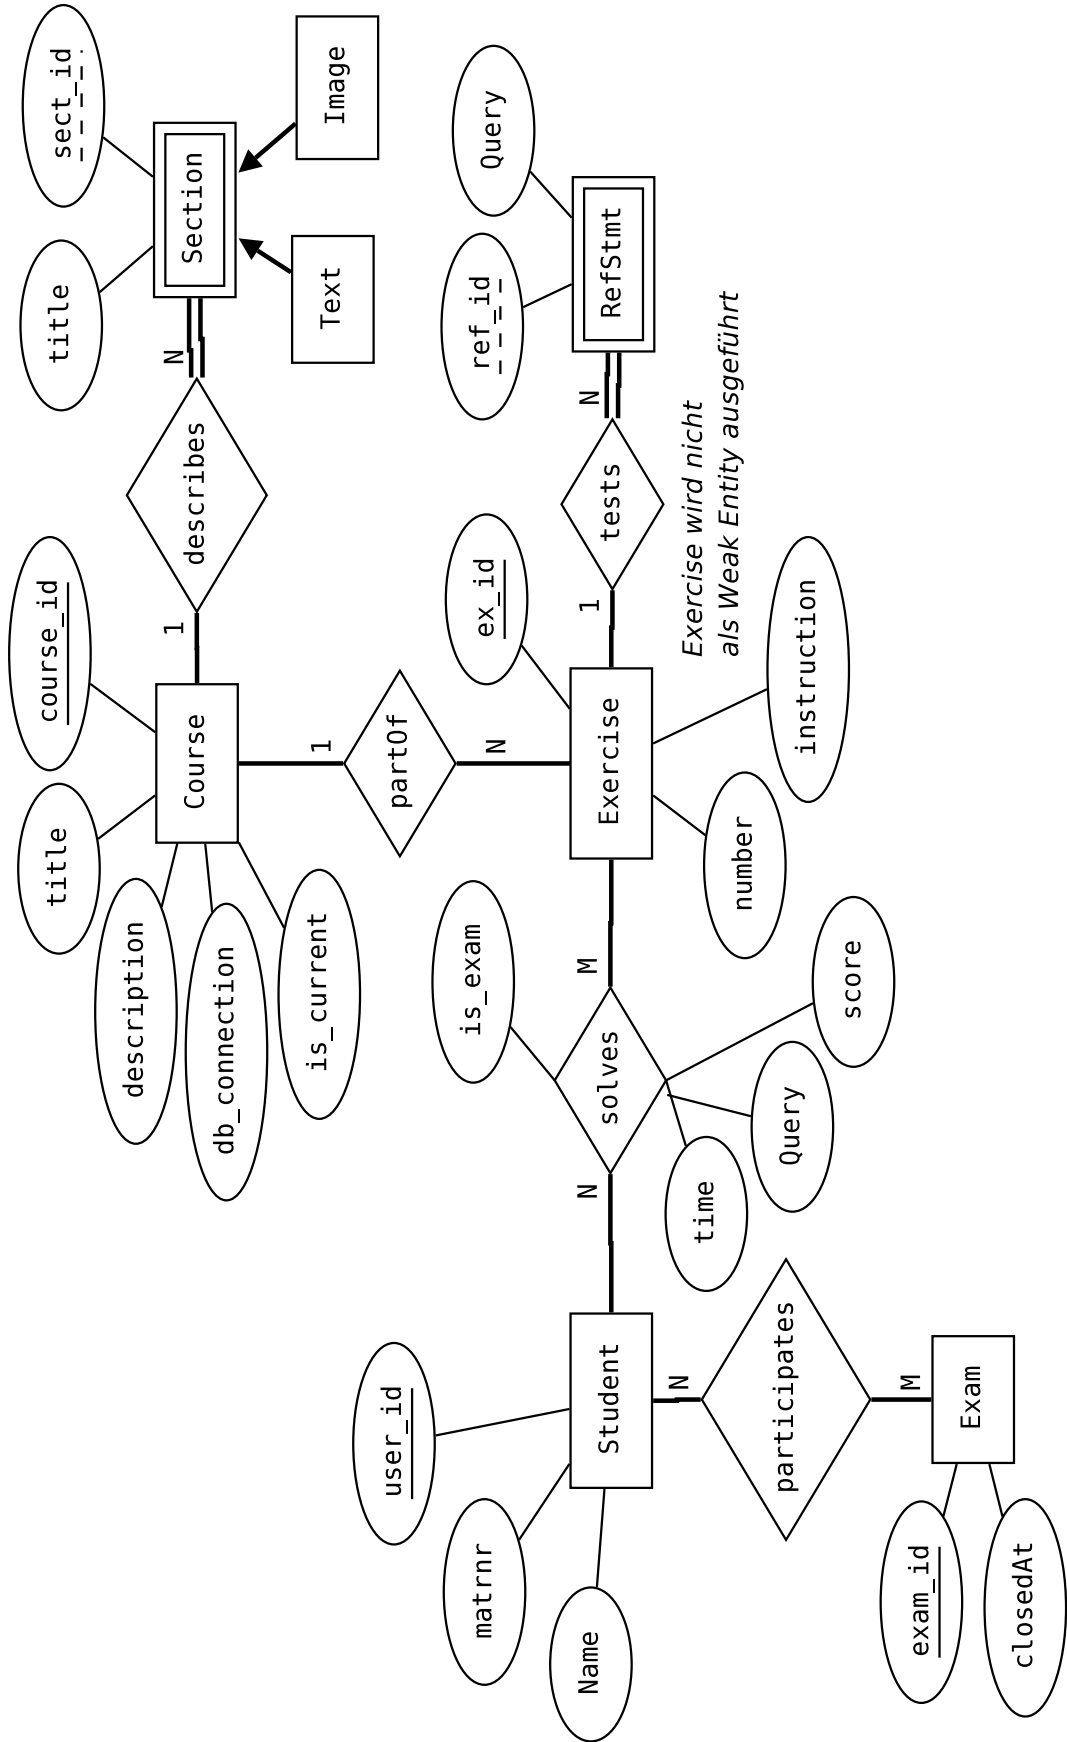 user_id
matrnr
Name
Student
N
participates
M
Exam
exam_id
closedAt
N
solves
M
is_exam
time
Query
score
title
course_id
description
db_connection
is_current
Course
1
partOf
N
ex_id
Exercise
number
instruction
1
describes
N
title
sect_id
Section
Text
Image
1
tests
N
ref_id
Query
RefStmt
Exercise wird nicht
als Weak Entity ausgeführt